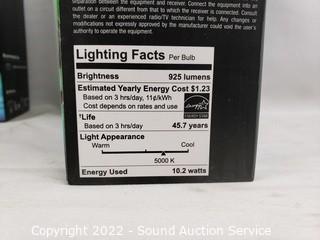 separation between the equipment and receiver. Connect the equipment into an
outlet on a circuit different from that to which the receiver is connected. Consult
the dealer or an experienced radio/TV technician for help. Any changes or
modifications not expressly approved by the manufacturer could void the user's
authority to operate the equipment.
Lighting Facts Per Bulb
Brightness 925 lumens
Estimated Yearly Energy Cost $1.23
Based on 3 hrs/day, 11¢/kWh
Cost depends on rates and use
ENERGY STAR
†Life
Based on 3 hrs/day 45.7 years
Light Appearance
Warm Cool
5000 K
Energy Used 10.2 watts
Copyright 2022 - Sound Auction Service